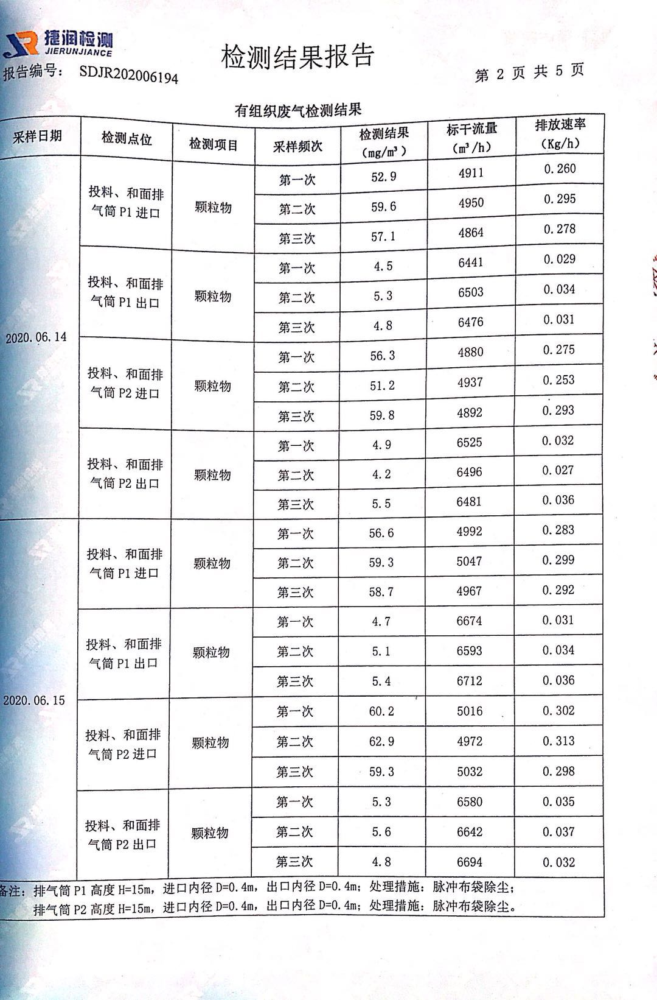 捷润检测
JIERUNJIANCE
检测结果报告
报告编号： SDJR202006194
第 2 页 共 5 页
有组织废气检测结果
采样日期 检测点位 检测项目 采样频次 检测结果 (mg/m³) 标干流量 (m³/h) 排放速率 (Kg/h)
2020.06.14
投料、和面排
气筒 P1 进口
颗粒物
第一次 52.9 4911 0.260
第二次 59.6 4950 0.295
第三次 57.1 4864 0.278
投料、和面排
气筒 P1 出口
颗粒物
第一次 4.5 6441 0.029
第二次 5.3 6503 0.034
第三次 4.8 6476 0.031
投料、和面排
气筒 P2 进口
颗粒物
第一次 56.3 4880 0.275
第二次 51.2 4937 0.253
第三次 59.8 4892 0.293
投料、和面排
气筒 P2 出口
颗粒物
第一次 4.9 6525 0.032
第二次 4.2 6496 0.027
第三次 5.5 6481 0.036
2020.06.15
投料、和面排
气筒 P1 进口
颗粒物
第一次 56.6 4992 0.283
第二次 59.3 5047 0.299
第三次 58.7 4967 0.292
投料、和面排
气筒 P1 出口
颗粒物
第一次 4.7 6674 0.031
第二次 5.1 6593 0.034
第三次 5.4 6712 0.036
投料、和面排
气筒 P2 进口
颗粒物
第一次 60.2 5016 0.302
第二次 62.9 4972 0.313
第三次 59.3 5032 0.298
投料、和面排
气筒 P2 出口
颗粒物
第一次 5.3 6580 0.035
第二次 5.6 6642 0.037
第三次 4.8 6694 0.032
备注：排气筒 P1 高度 H=15m，进口内径 D=0.4m，出口内径 D=0.4m；处理措施：脉冲布袋除尘；
排气筒 P2 高度 H=15m，进口内径 D=0.4m，出口内径 D=0.4m；处理措施：脉冲布袋除尘。